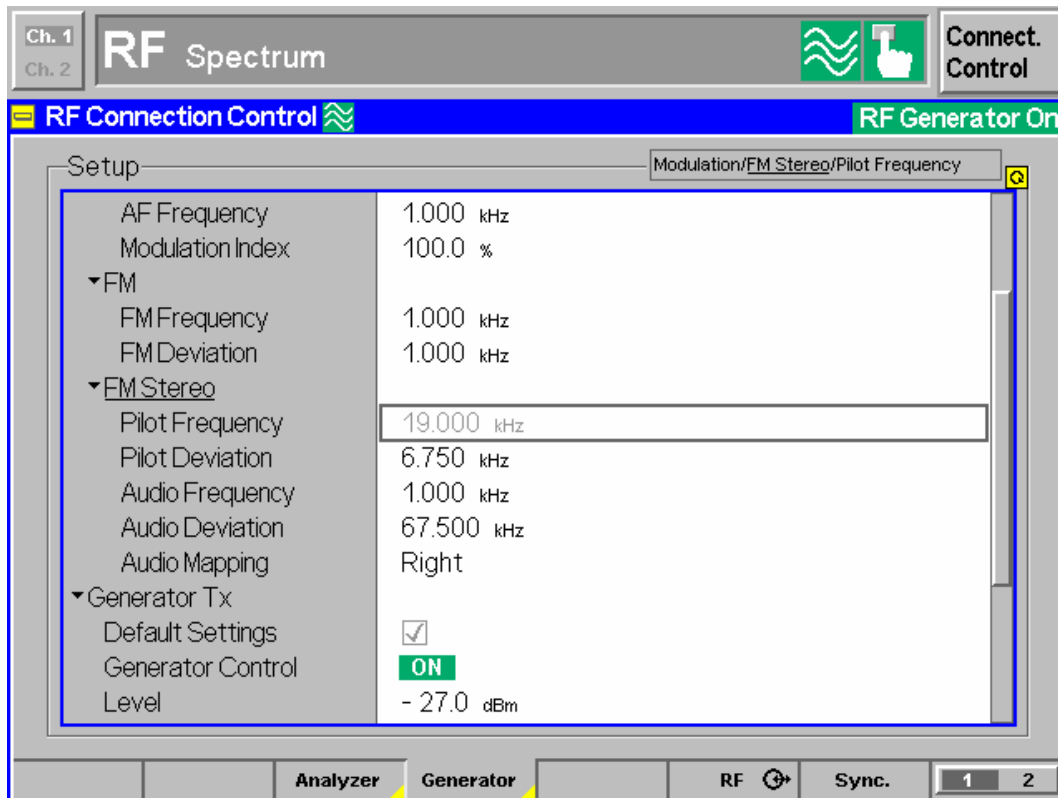 Ch. 1
Ch. 2
RF Spectrum
Connect.
Control
RF Connection Control
RF Generator On
Setup
Modulation/FM Stereo/Pilot Frequency
AF Frequency 1.000 kHz
Modulation Index 100.0 %
FM
FM Frequency 1.000 kHz
FM Deviation 1.000 kHz
FM Stereo
Pilot Frequency 19.000 kHz
Pilot Deviation 6.750 kHz
Audio Frequency 1.000 kHz
Audio Deviation 67.500 kHz
Audio Mapping Right
Generator Tx
Default Settings
Generator Control ON
Level - 27.0 dBm
Analyzer Generator RF Sync. 1 2